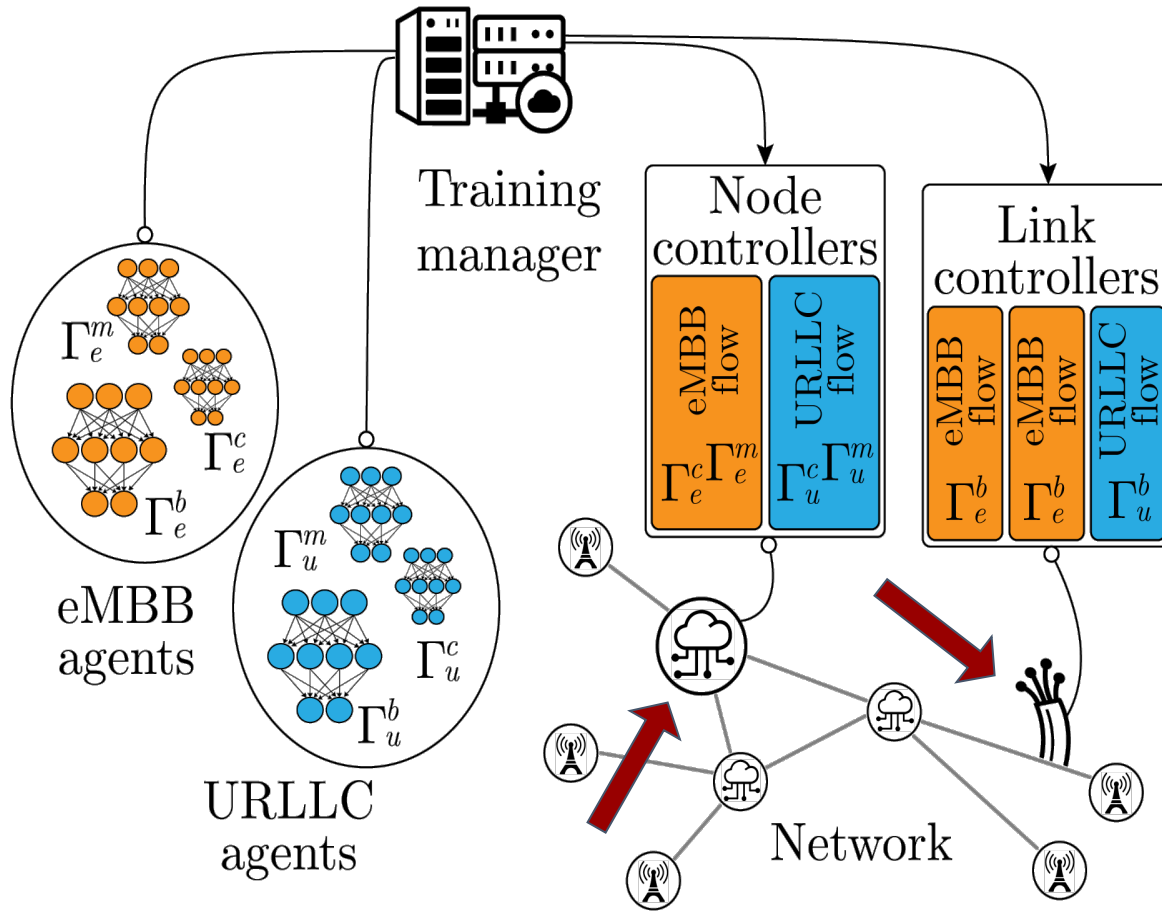 Training
manager
Node
controllers
eMBB
flow
Γ_e^c Γ_e^m
URLLC
flow
Γ_u^c Γ_u^m
Link
controllers
eMBB
flow
Γ_e^b
eMBB
flow
Γ_e^b
URLLC
flow
Γ_u^b
Γ_e^m
Γ_e^c
Γ_e^b
eMBB
agents
Γ_u^m
Γ_u^c
Γ_u^b
URLLC
agents
Network